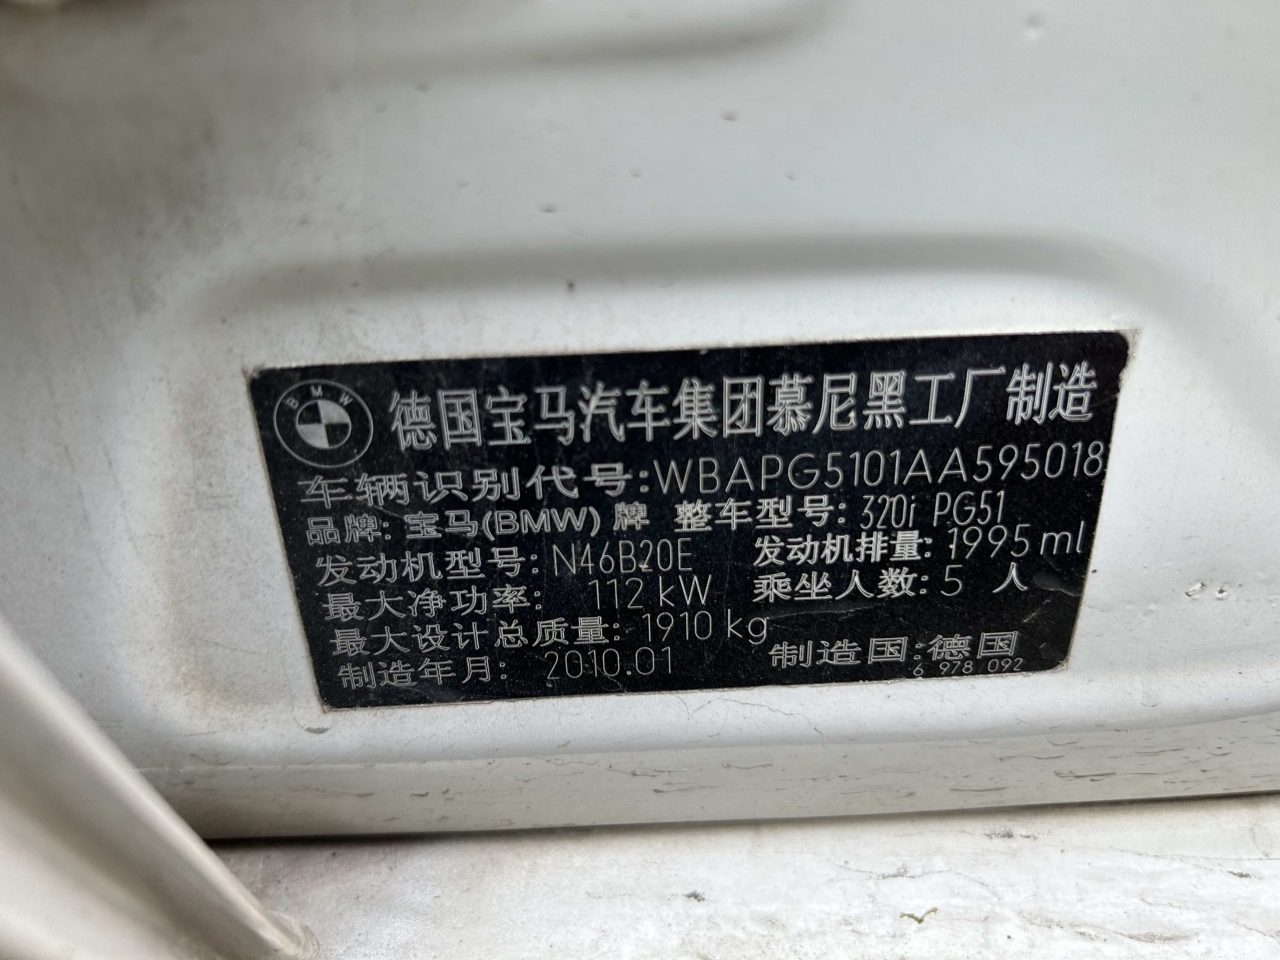 BMW
德国宝马汽车集团慕尼黑工厂制造
车辆识别代号:WBAPG5101AA595018
品牌:宝马(BMW)牌 整车型号:320i PG51
发动机型号:N46B20E 发动机排量:1995ml
最大净功率: 112kW 乘坐人数:5 人
最大设计总质量:1910kg
制造年月: 2010.01 制造国:德国
6 978 092